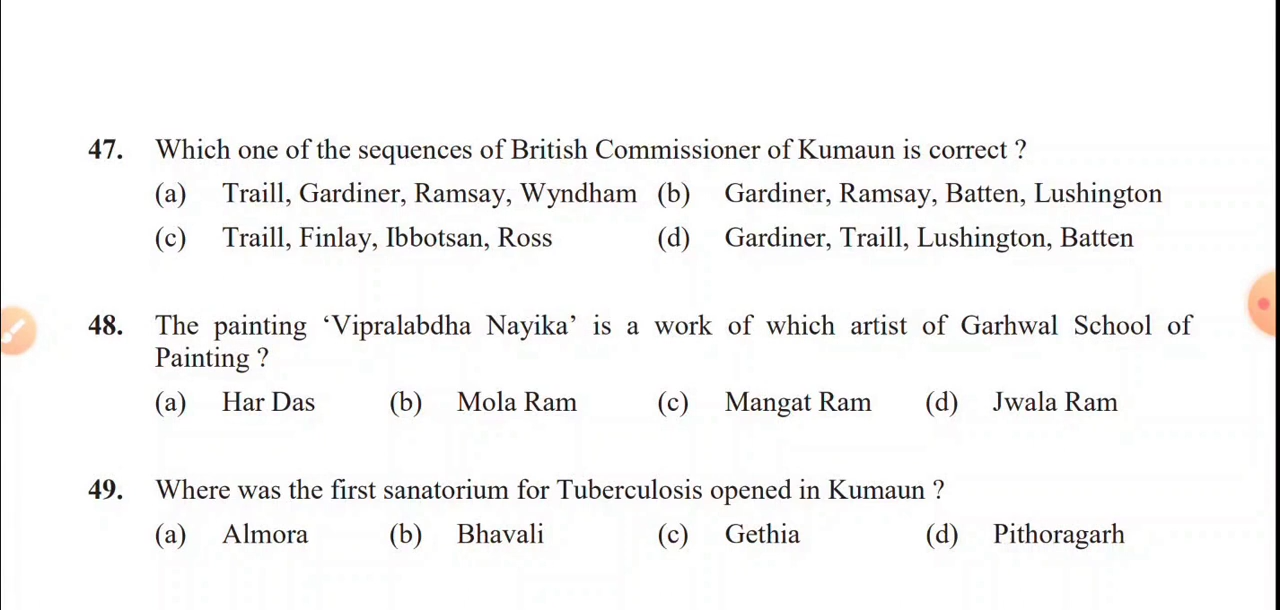 47. Which one of the sequences of British Commissioner of Kumaun is correct ?
(a) Traill, Gardiner, Ramsay, Wyndham (b) Gardiner, Ramsay, Batten, Lushington
(c) Traill, Finlay, Ibbotsan, Ross (d) Gardiner, Traill, Lushington, Batten
48. The painting ‘Vipralabdha Nayika’ is a work of which artist of Garhwal School of
Painting ?
(a) Har Das (b) Mola Ram (c) Mangat Ram (d) Jwala Ram
49. Where was the first sanatorium for Tuberculosis opened in Kumaun ?
(a) Almora (b) Bhavali (c) Gethia (d) Pithoragarh